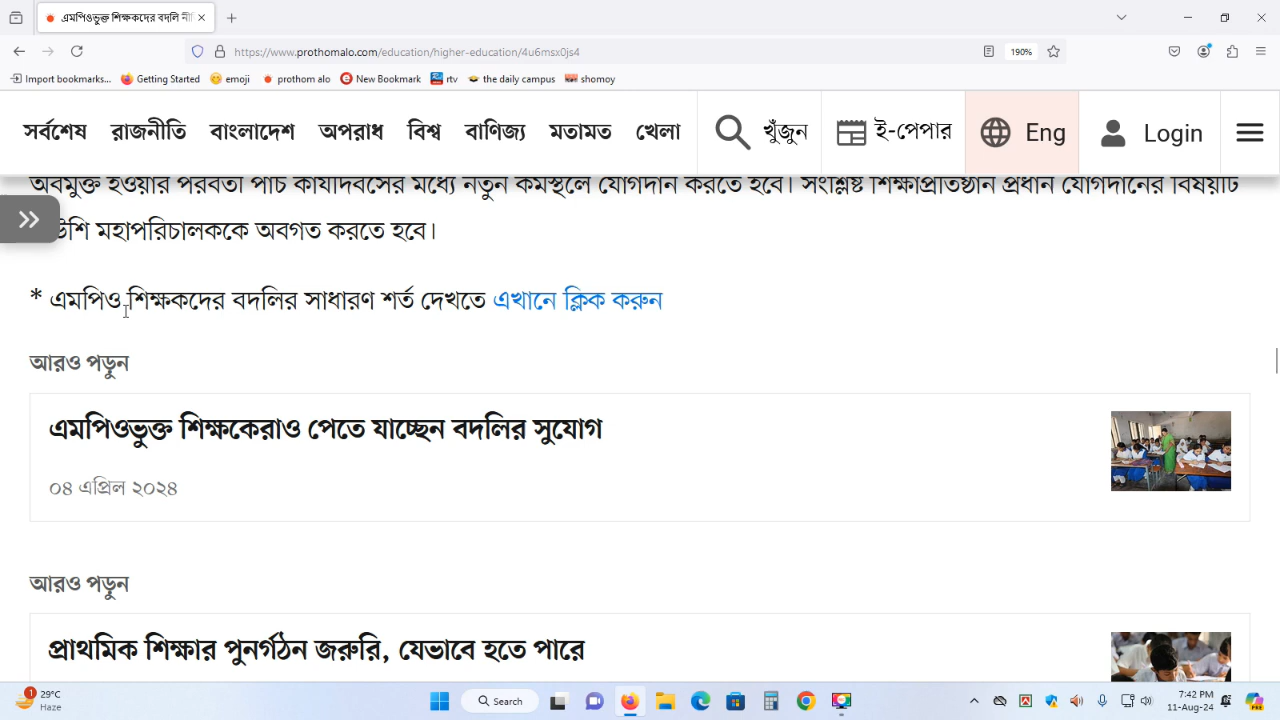 এমপিওভুক্ত শিক্ষকদের বদলি নী
https://www.prothomalo.com/education/higher-education/4u6msx0js4
190%
Import bookmarks... Getting Started emoji prothom alo New Bookmark rtv the daily campus shomoy
সর্বশেষ রাজনীতি বাংলাদেশ অপরাধ বিশ্ব বাণিজ্য মতামত খেলা খুঁজুন ই-পেপার Eng Login
অবমুক্ত হওয়ার পরবর্তী পাঁচ কার্যদিবসের মধ্যে নতুন কর্মস্থলে যোগদান করতে হবে। সংশ্লিষ্ট শিক্ষাপ্রতিষ্ঠান প্রধান যোগদানের বিষয়টি
মহাপরিচালককে অবগত করতে হবে।
* এমপিও শিক্ষকদের বদলির সাধারণ শর্ত দেখতে এখানে ক্লিক করুন
আরও পড়ুন
এমপিওভুক্ত শিক্ষকেরাও পেতে যাচ্ছেন বদলির সুযোগ
০৪ এপ্রিল ২০২৪
আরও পড়ুন
প্রাথমিক শিক্ষার পুনর্গঠন জরুরি, যেভাবে হতে পারে
1 29°C
Haze
Search
7:42 PM
11-Aug-24